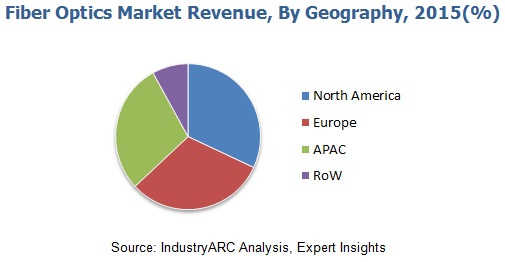 Fiber Optics Market Revenue, By Geography, 2015(%)
North America
Europe
APAC
RoW
Source: IndustryARC Analysis, Expert Insights